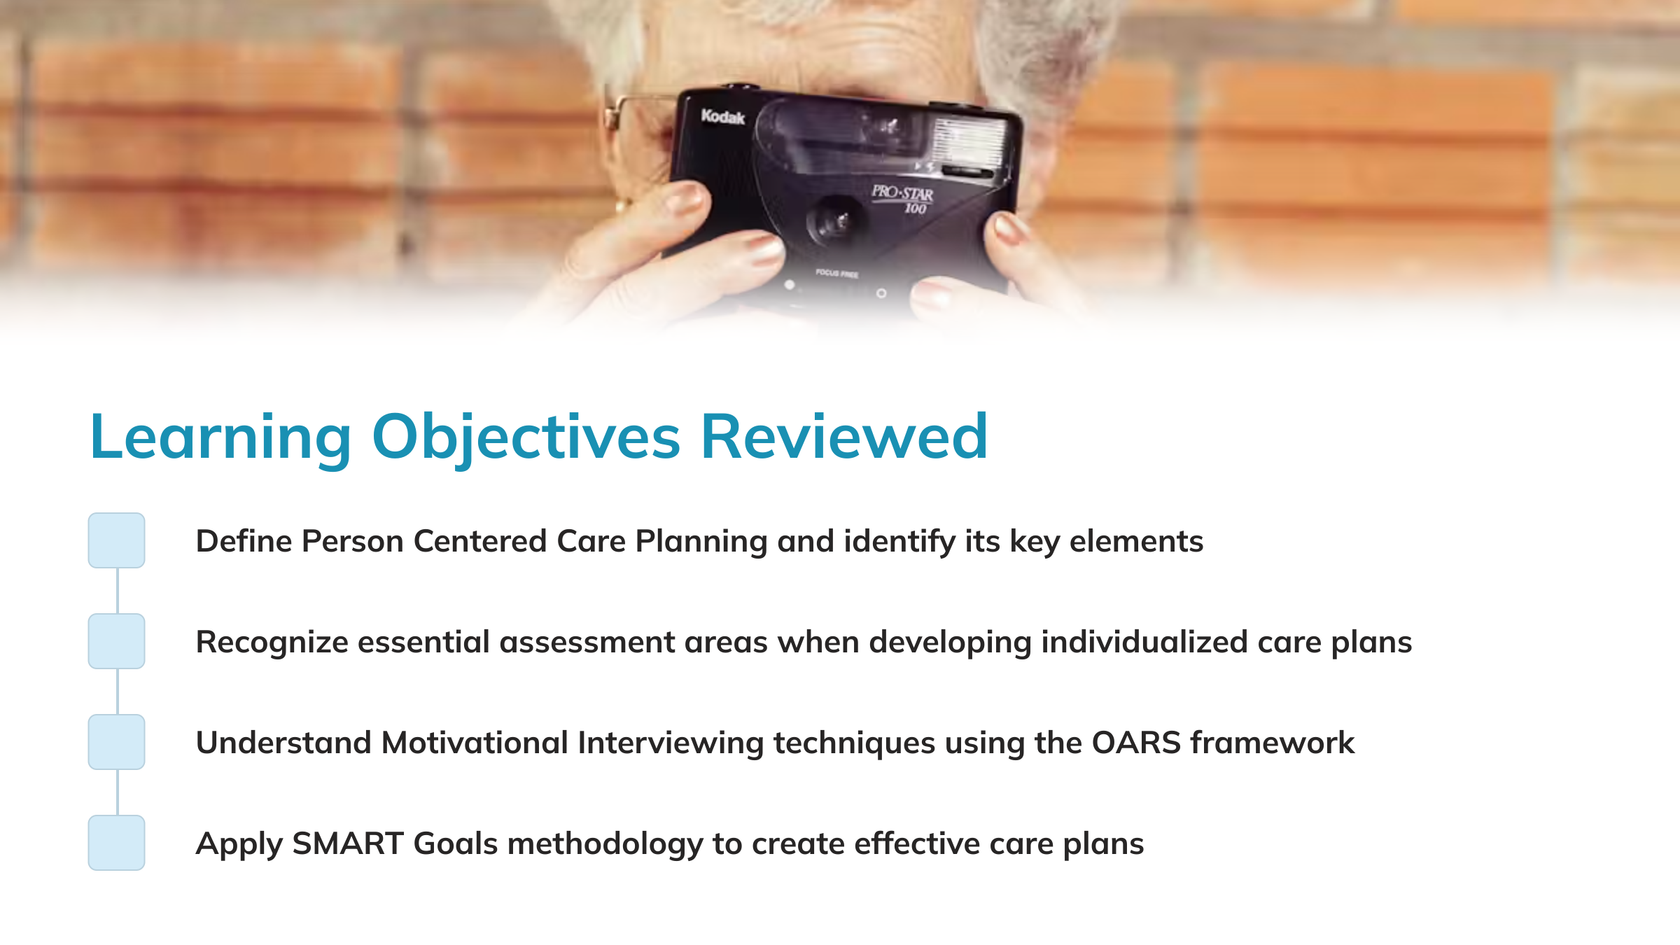 Kodak
PRO•STAR
100
FOCUS FREE
Learning Objectives Reviewed
Define Person Centered Care Planning and identify its key elements
Recognize essential assessment areas when developing individualized care plans
Understand Motivational Interviewing techniques using the OARS framework
Apply SMART Goals methodology to create effective care plans